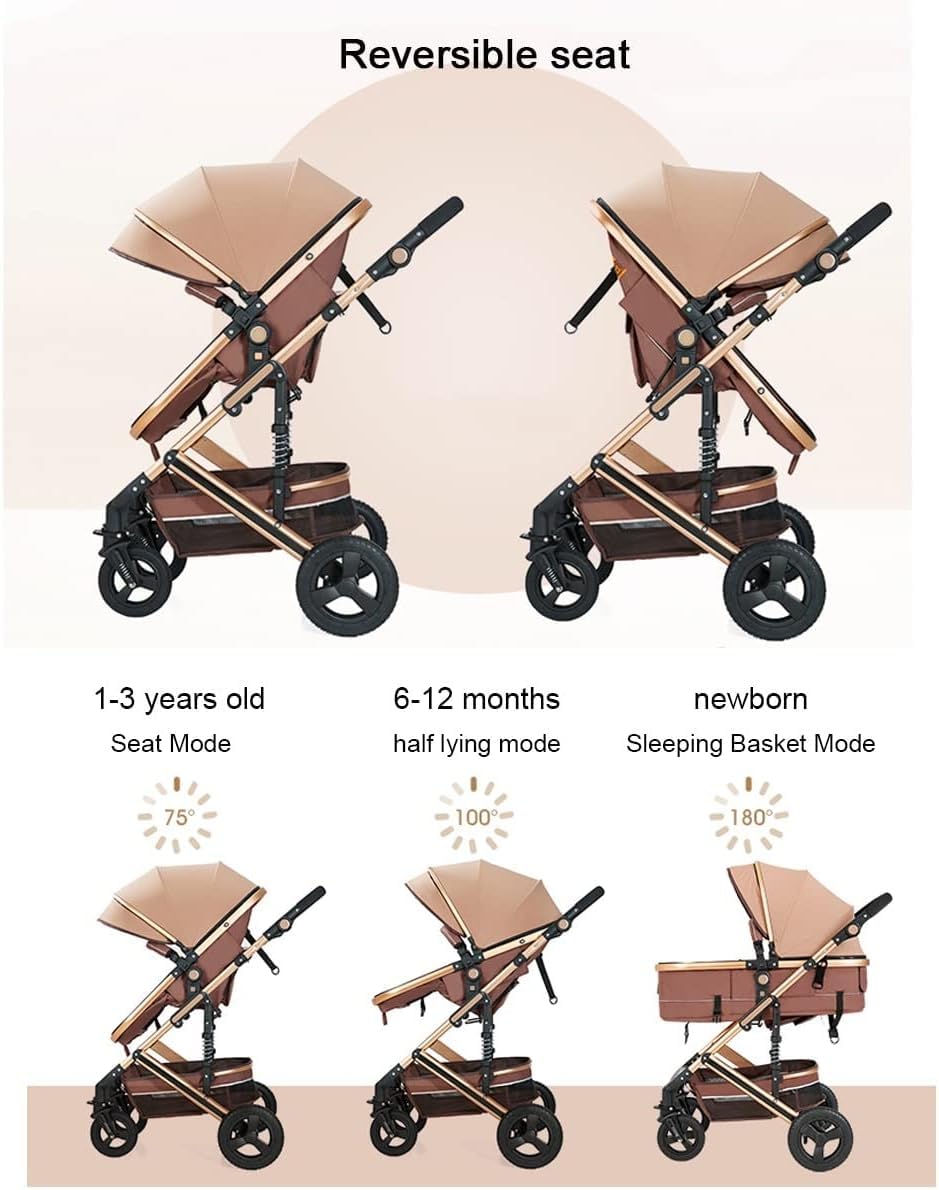 Reversible seat
1-3 years old
6-12 months
newborn
Seat Mode
half lying mode
Sleeping Basket Mode
75°
100°
180°